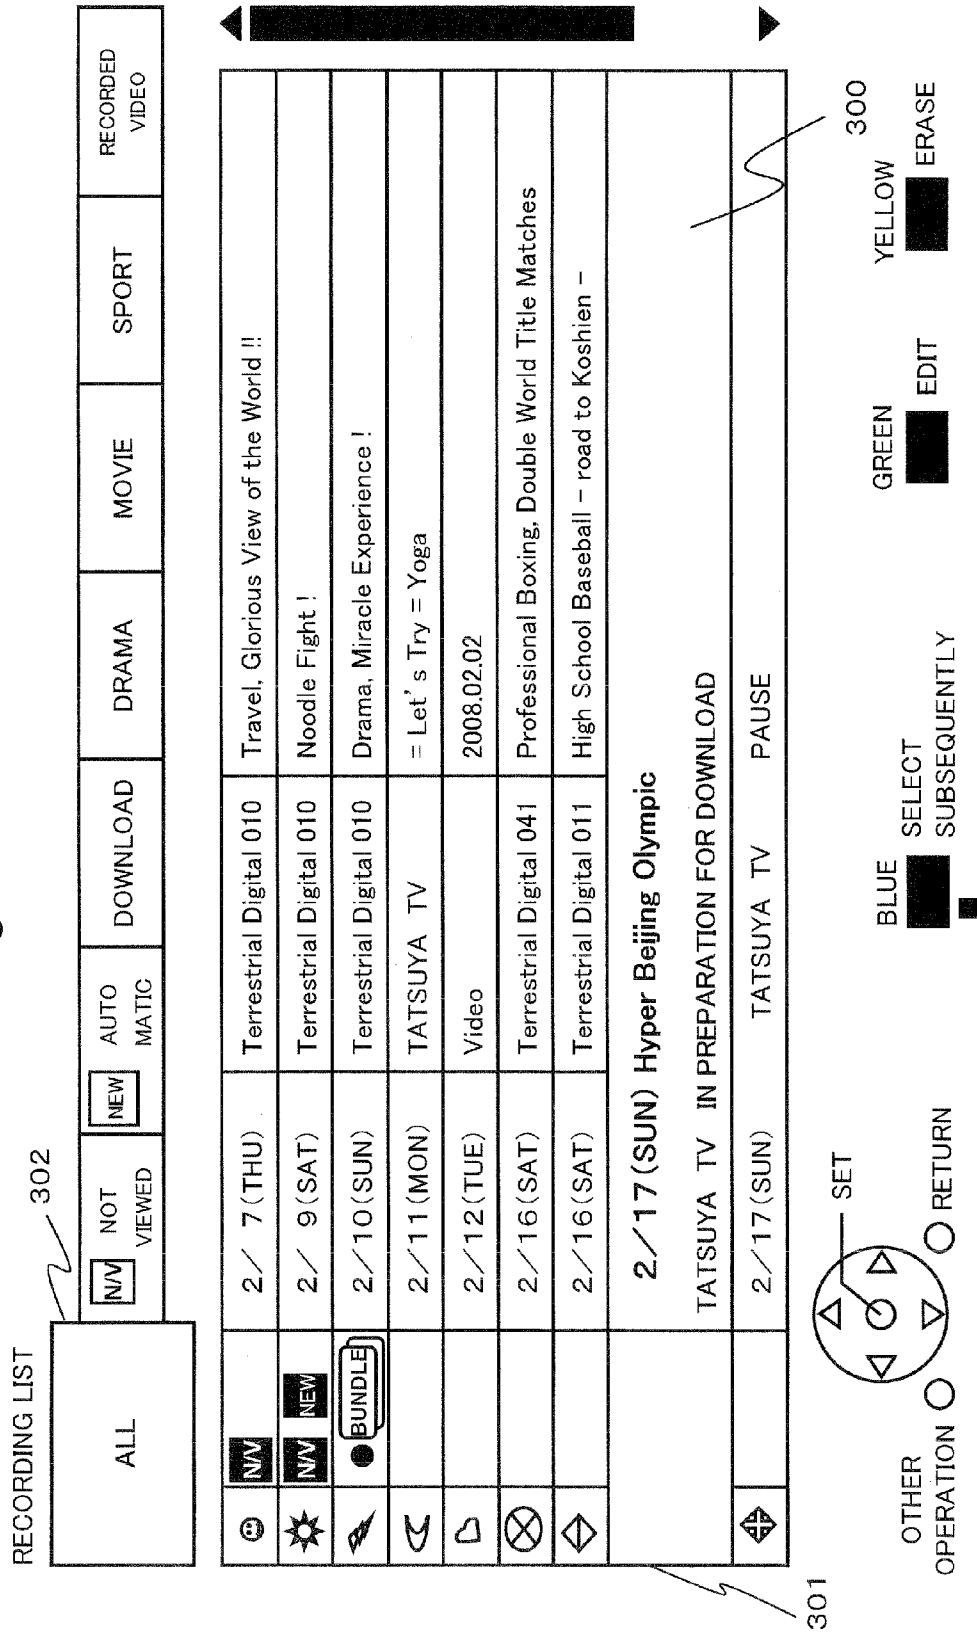 RECORDING LIST
302
ALL
N/V NOT VIEWED
NEW AUTO MATIC
DOWNLOAD
DRAMA
MOVIE
SPORT
RECORDED VIDEO
N/V 2/ 7(THU) Terrestrial Digital 010 Travel, Glorious View of the World !!
N/V NEW 2/ 9(SAT) Terrestrial Digital 010 Noodle Fight !
BUNDLE 2/10(SUN) Terrestrial Digital 010 Drama, Miracle Experience !
2/11(MON) TATSUYA TV = Let's Try = Yoga
2/12(TUE) Video 2008.02.02
2/16(SAT) Terrestrial Digital 041 Professional Boxing, Double World Title Matches
2/16(SAT) Terrestrial Digital 011 High School Baseball - road to Koshien -
2/17(SUN) Hyper Beijing Olympic
TATSUYA TV IN PREPARATION FOR DOWNLOAD
2/17(SUN) TATSUYA TV PAUSE
301
300
OTHER OPERATION
SET
RETURN
BLUE
SELECT SUBSEQUENTLY
GREEN
EDIT
YELLOW
ERASE